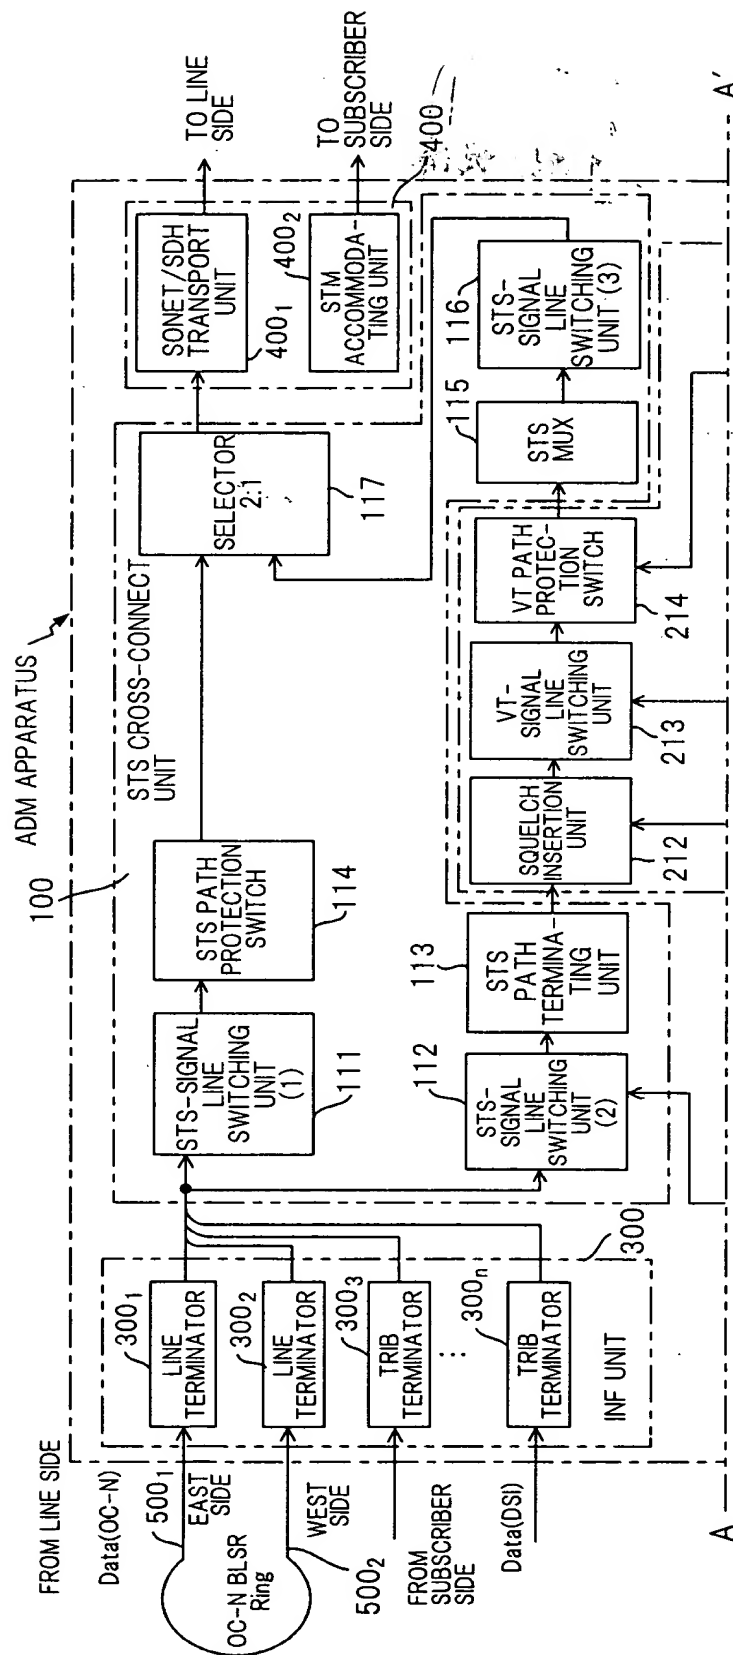 ADM APPARATUS
FROM LINE SIDE
Data(OC-N)
500₁
EAST
SIDE
OC-N BLSR
Ring
WEST
SIDE
500₂
FROM
SUBSCRIBER
SIDE
Data(DSI)
LINE
TERMINATOR
300₁
LINE
TERMINATOR
300₂
TRIB
TERMINATOR
300₃
TRIB
TERMINATOR
300ₙ
INF UNIT
300
100
STS CROSS-CONNECT
UNIT
STS-SIGNAL
LINE
SWITCHING
UNIT
(1)
111
STS PATH
PROTECTION
SWITCH
114
SELECTOR
2:1
117
SONET/SDH
TRANSPORT
UNIT
400₁
TO LINE
SIDE
STM
ACCOMMODA-
TING UNIT
400₂
TO
SUBSCRIBER
SIDE
400
STS-
SIGNAL
LINE
SWITCHING
UNIT
(2)
112
STS
PATH
TERMINA-
TING
UNIT
113
SQUELCH
INSERTION
UNIT
212
VT-
SIGNAL
LINE
SWITCHING
UNIT
213
VT PATH
PROTEC-
TION
SWITCH
214
STS
MUX
115
STS-
SIGNAL
LINE
SWITCHING
UNIT (3)
116
A
A'